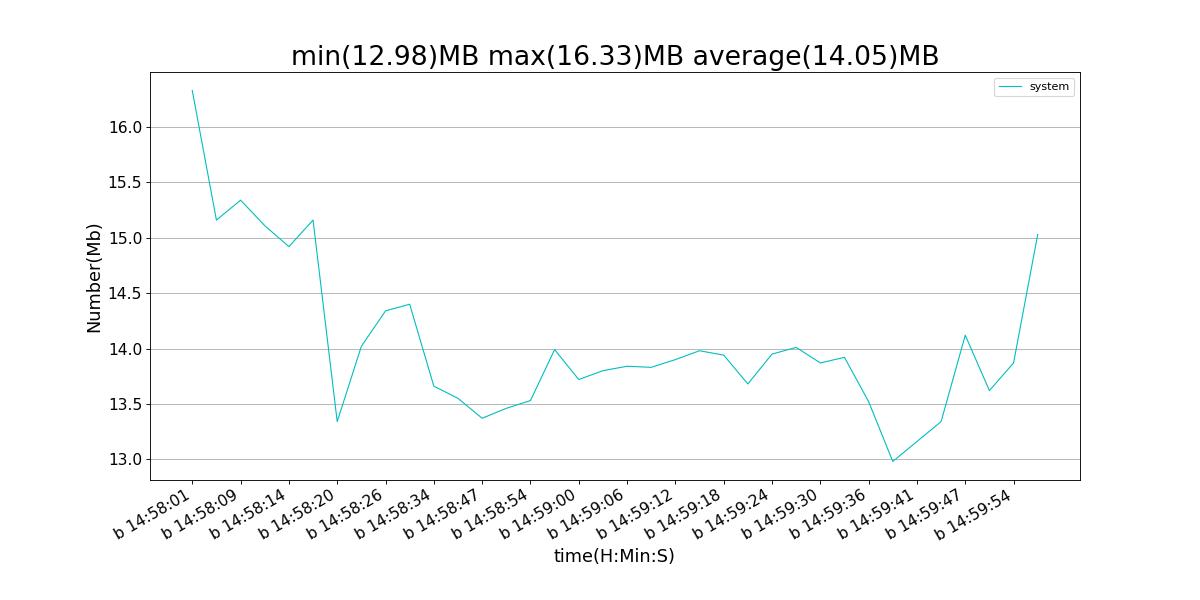 min(12.98)MB max(16.33)MB average(14.05)MB
system
16.0
15.5
15.0
14.5
14.0
13.5
13.0
Number(Mb)
b 14:58:01
b 14:58:09
b 14:58:14
b 14:58:20
b 14:58:26
b 14:58:34
b 14:58:47
b 14:58:54
b 14:59:00
b 14:59:06
b 14:59:12
b 14:59:18
b 14:59:24
b 14:59:30
b 14:59:36
b 14:59:41
b 14:59:47
b 14:59:54
time(H:Min:S)